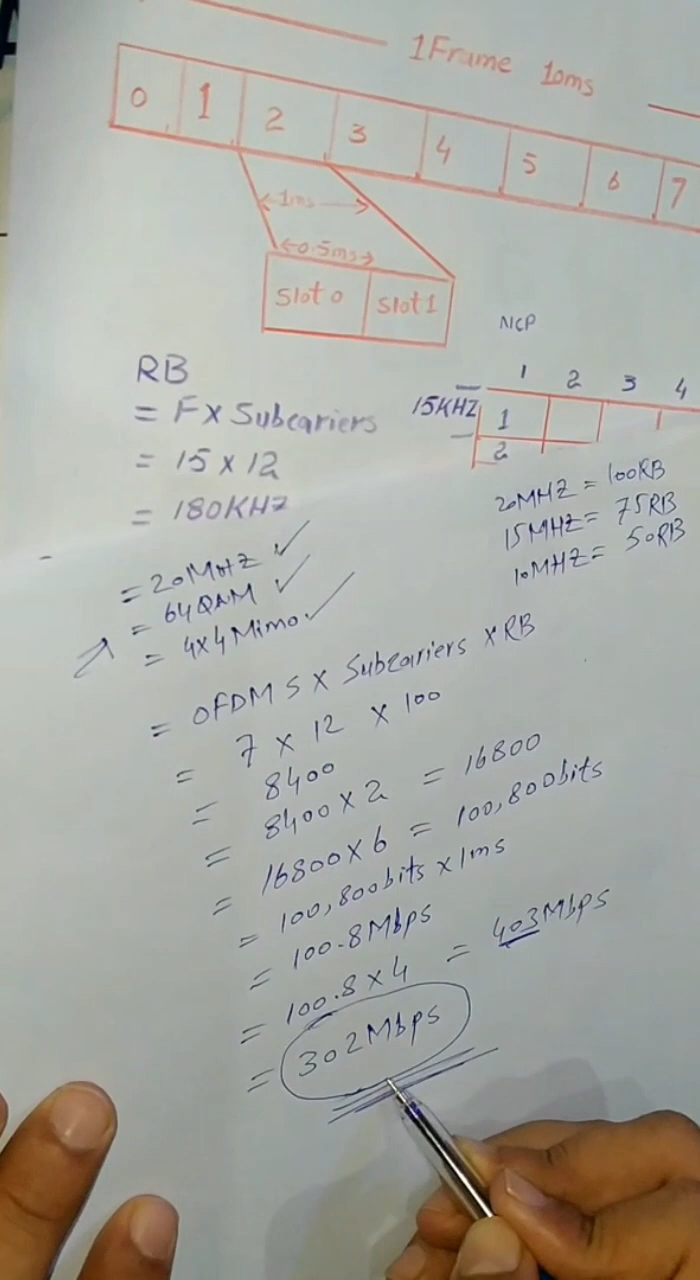 1Frame 10ms
0 1 2 3 4 5 6 7
1ms
0.5ms
Slot 0 Slot 1
NCP
1 2 3 4
15KHZ 1
2
RB
= F x Subcariers
= 15 x 12
= 180KHZ
20MHZ = 100RB
15MHZ = 75RB
10MHZ = 50RB
= 20MHZ ✓
= 64QAM ✓
= 4x4 Mimo. ✓
= OFDM S x Subcariers x RB
= 7 x 12 x 100
= 8400
= 8400 x 2 = 16800
= 16800 x 6 = 100,800bits
= 100,800bits x 1ms
= 100.8Mbps
= 100.8 x 4 = 403Mbps
= 302Mbps